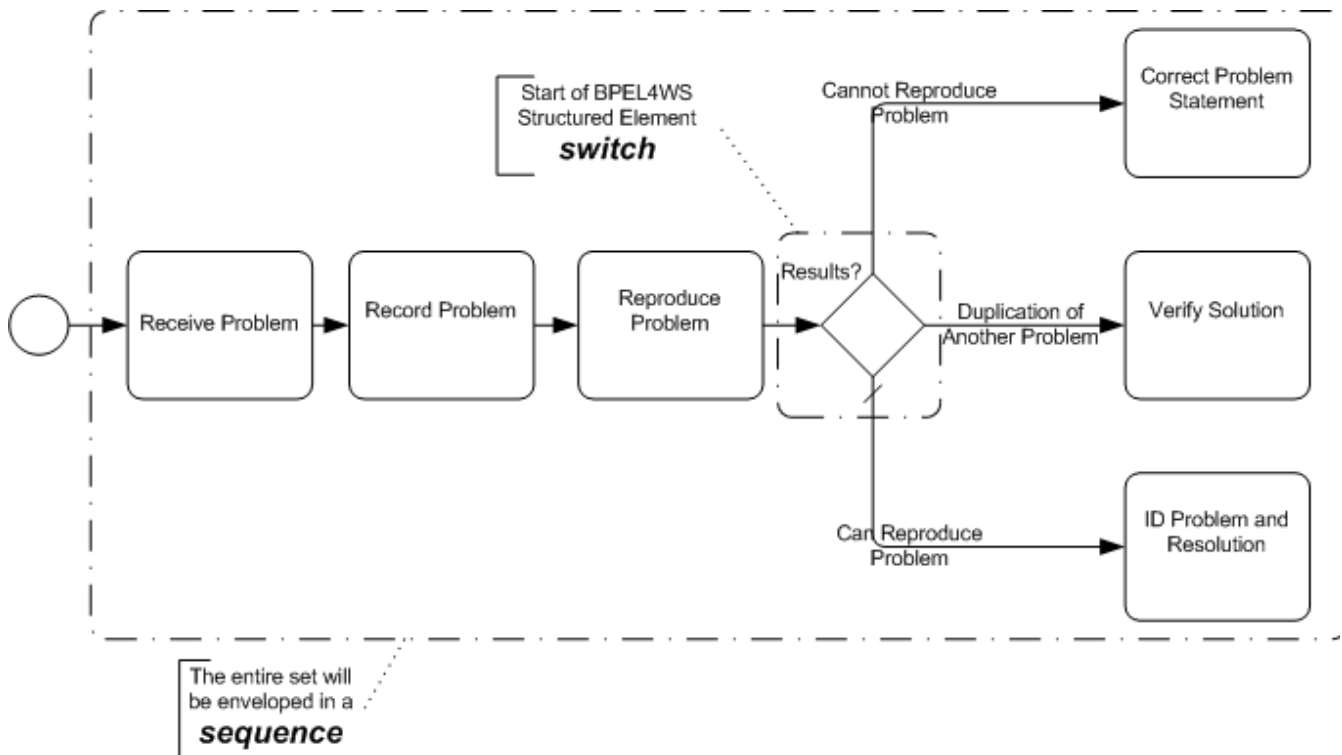 Start of BPEL4WS
Structured Element
switch
Cannot Reproduce
Problem
Correct Problem
Statement
Receive Problem
Record Problem
Reproduce
Problem
Results?
Duplication of
Another Problem
Verify Solution
Can Reproduce
Problem
ID Problem and
Resolution
The entire set will
be enveloped in a
sequence